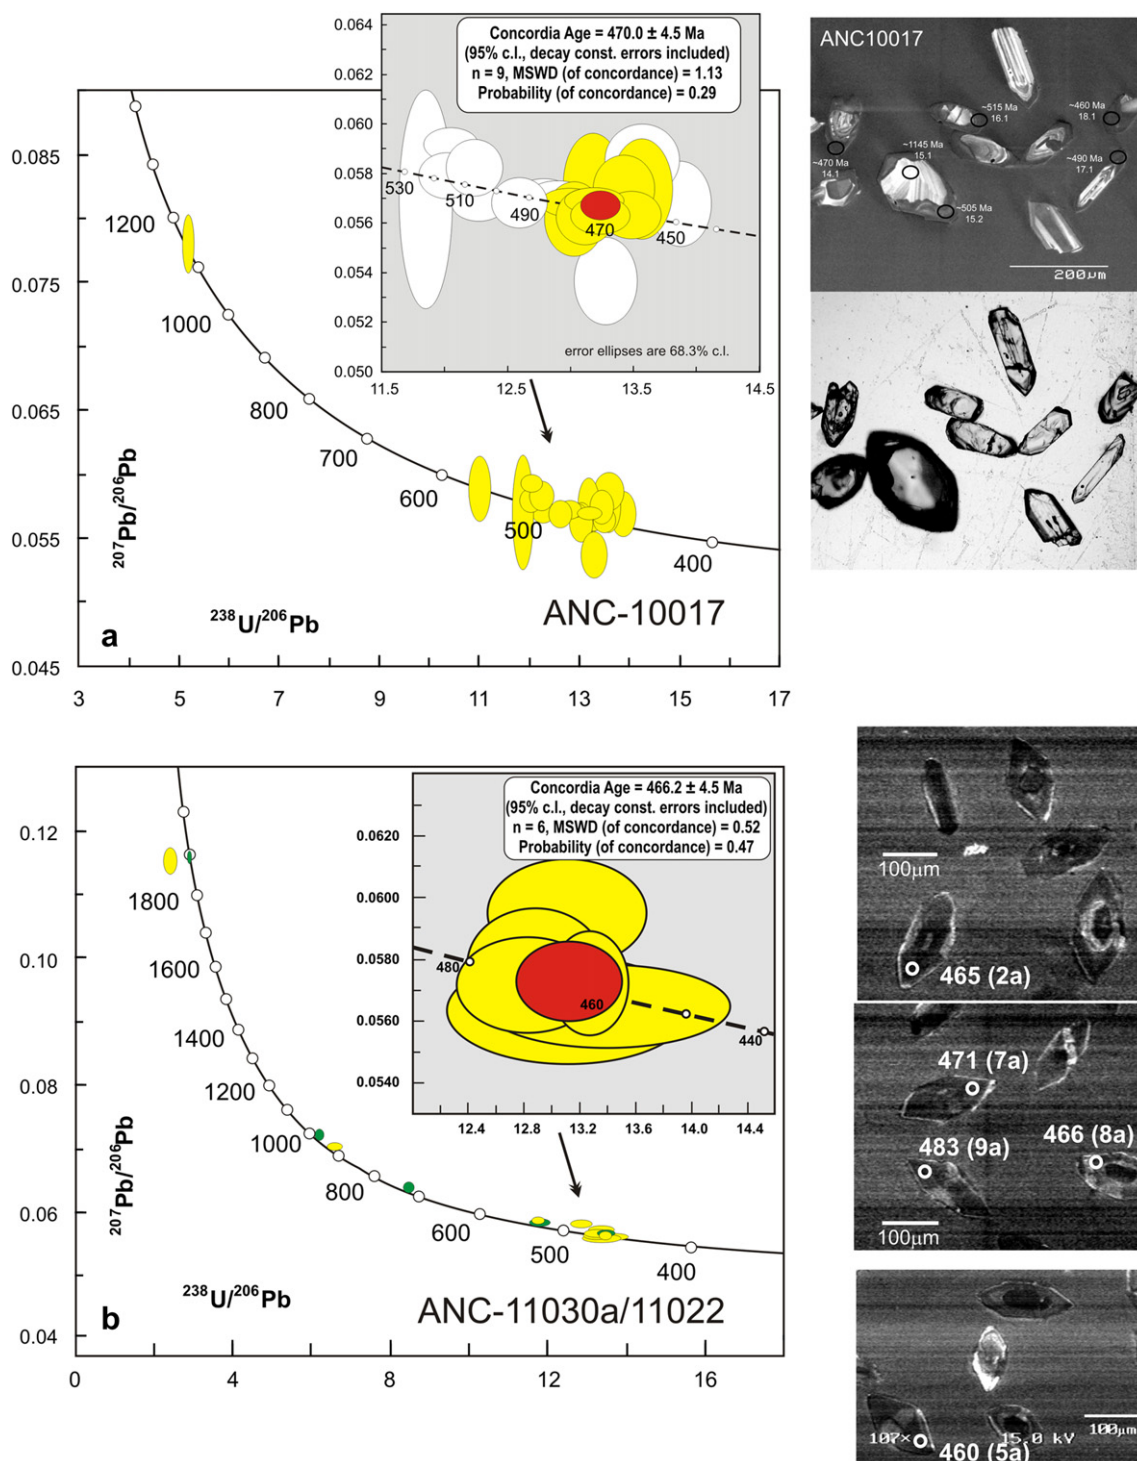 0.064
0.062
0.060
0.058
0.056
0.054
0.052
0.050
Concordia Age = 470.0 ± 4.5 Ma
(95% c.l., decay const. errors included)
n = 9, MSWD (of concordance) = 1.13
Probability (of concordance) = 0.29
530
510
490
470
450
error ellipses are 68.3% c.l.
11.5
12.5
13.5
14.5
0.085
0.075
0.065
0.055
0.045
1200
1000
800
700
600
500
400
207Pb/206Pb
238U/206Pb
ANC-10017
a
3
5
7
9
11
13
15
17
ANC10017
~515 Ma
16.1
~460 Ma
18.1
~470 Ma
14.1
~1145 Ma
15.1
~490 Ma
17.1
~505 Ma
15.2
200µm
Concordia Age = 466.2 ± 4.5 Ma
(95% c.l., decay const. errors included)
n = 6, MSWD (of concordance) = 0.52
Probability (of concordance) = 0.47
0.0620
0.0600
0.0580
0.0560
0.0540
480
460
440
12.4
12.8
13.2
13.6
14.0
14.4
0.12
0.10
0.08
0.06
0.04
1800
1600
1400
1200
1000
800
600
500
400
207Pb/206Pb
238U/206Pb
b
ANC-11030a/11022
0
4
8
12
16
100µm
465 (2a)
471 (7a)
483 (9a)
466 (8a)
100µm
100µm
107×
15.0 kV
460 (5a)